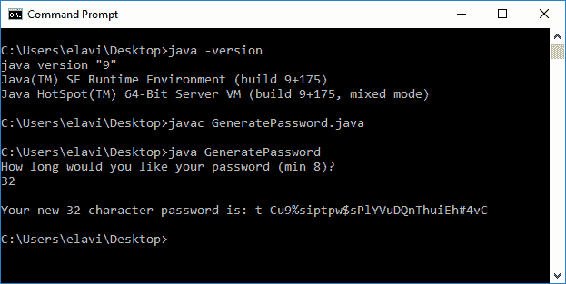 Command Prompt
C:\Users\elavi\Desktop>java -version
java version "9"
Java(TM) SE Runtime Environment (build 9+175)
Java HotSpot(TM) 64-Bit Server VM (build 9+175, mixed mode)
C:\Users\elavi\Desktop>javac GeneratePassword.java
C:\Users\elavi\Desktop>java GeneratePassword
How long would you like your password (min 8)?
32
Your new 32 character password is: t Cu9%siptpw$sPlYVuDQnThuiEh#4vC
C:\Users\elavi\Desktop>